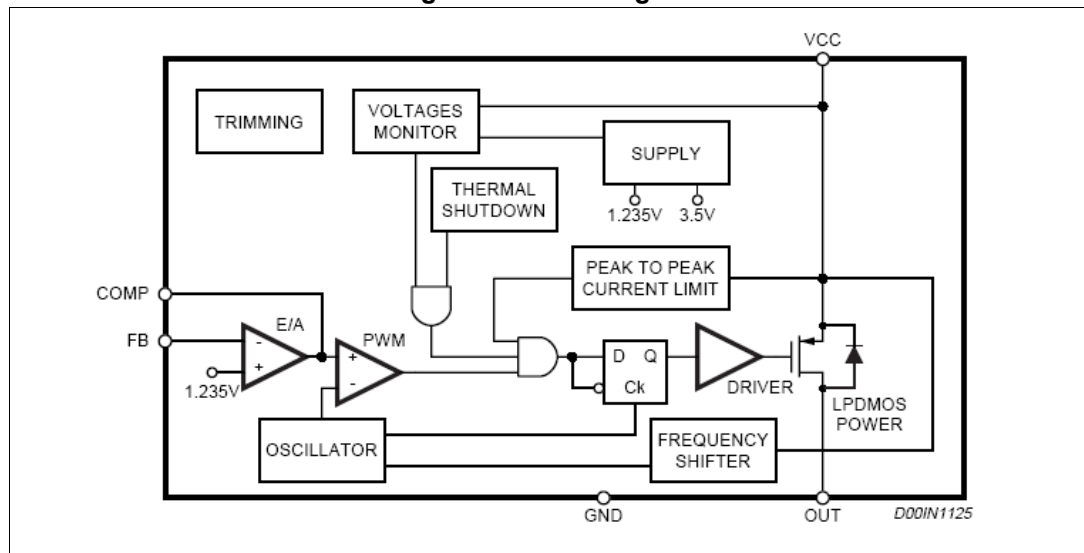 VCC
TRIMMING
VOLTAGES
MONITOR
SUPPLY
THERMAL
SHUTDOWN
1.235V
3.5V
PEAK TO PEAK
CURRENT LIMIT
COMP
FB
E/A
-
+
1.235V
PWM
+
-
D
Q
Ck
DRIVER
LPDMOS
POWER
OSCILLATOR
FREQUENCY
SHIFTER
GND
OUT
D00IN1125